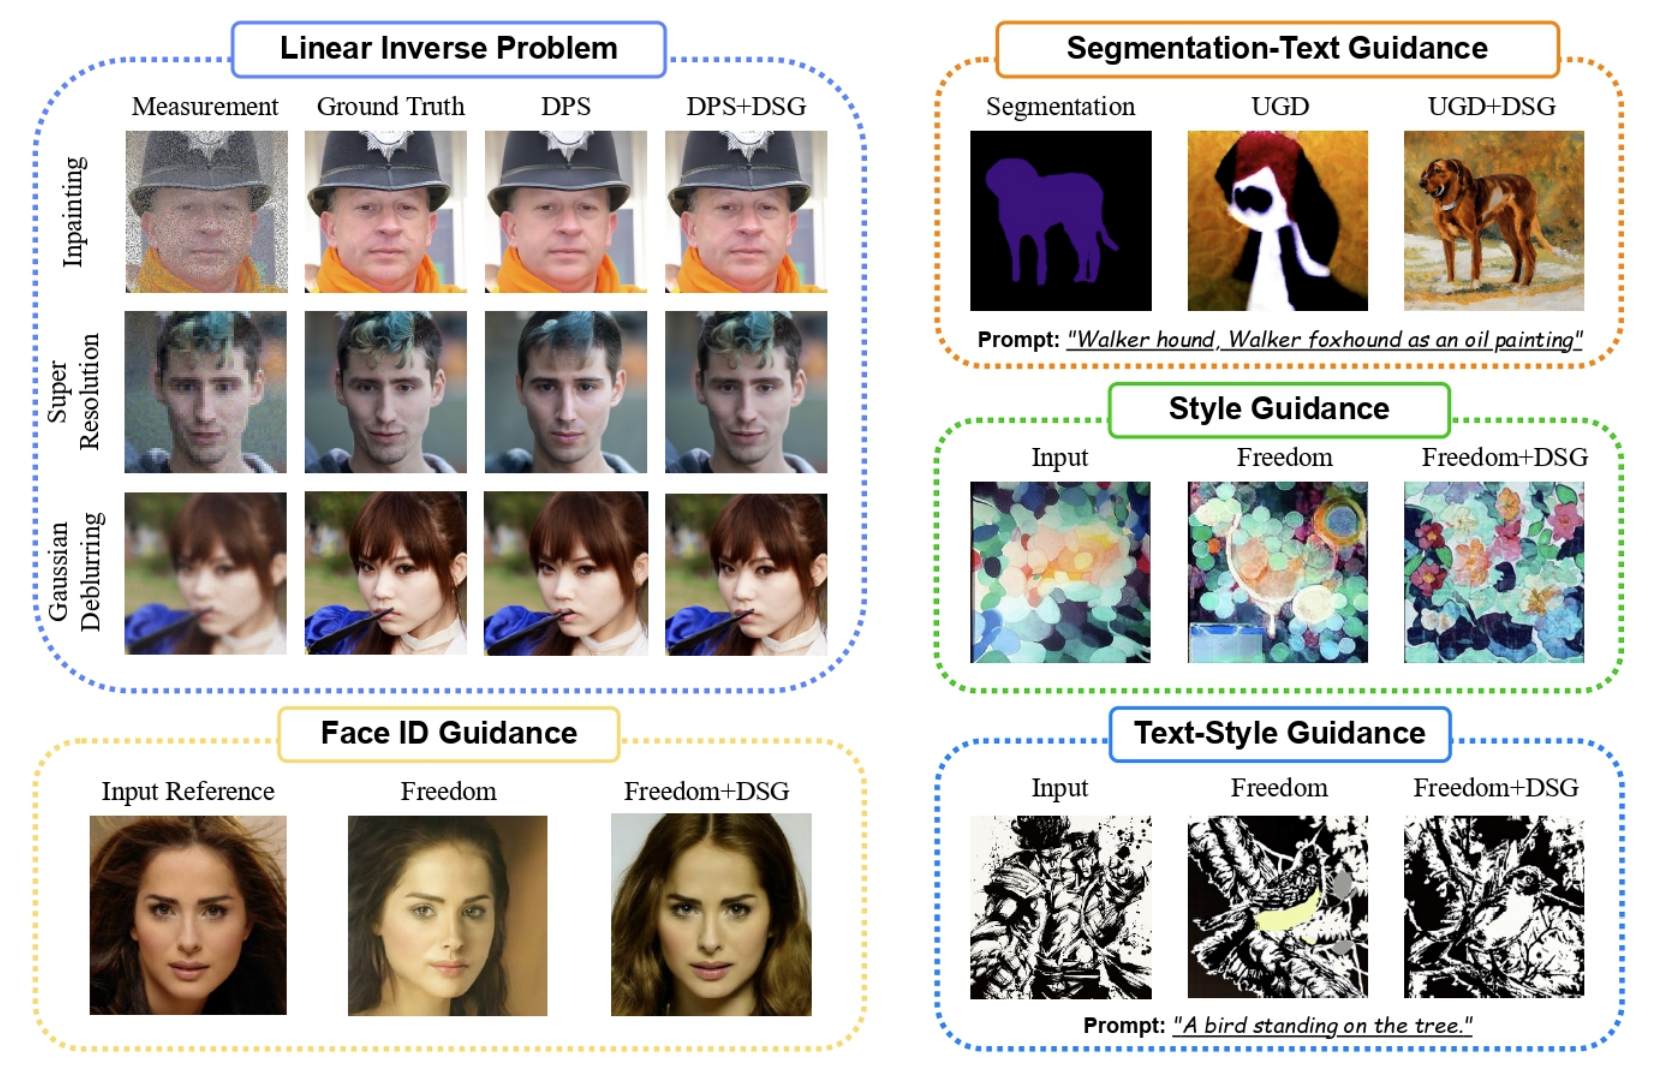 Linear Inverse Problem
Measurement Ground Truth DPS DPS+DSG
Inpainting
Super
Resolution
Gaussian
Deblurring
Face ID Guidance
Input Reference Freedom Freedom+DSG
Segmentation-Text Guidance
Segmentation UGD UGD+DSG
Prompt: "Walker hound, Walker foxhound as an oil painting"
Style Guidance
Input Freedom Freedom+DSG
Text-Style Guidance
Input Freedom Freedom+DSG
Prompt: "A bird standing on the tree."